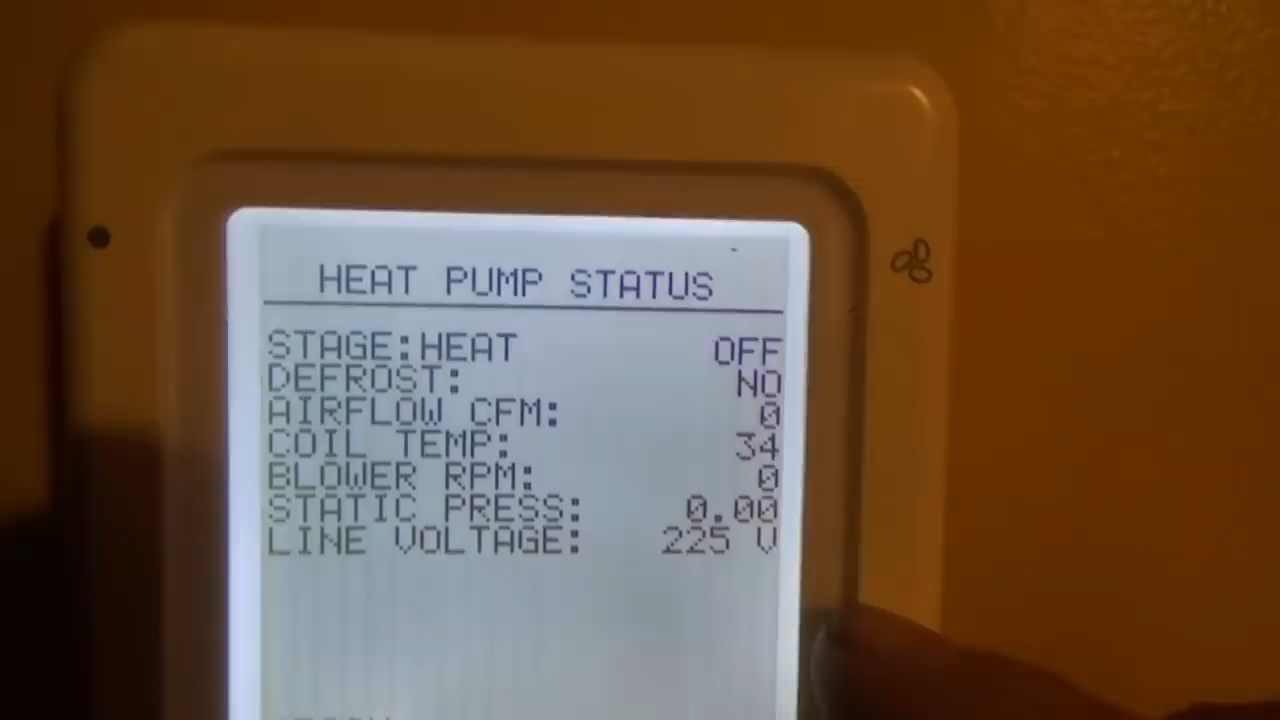 HEAT PUMP STATUS
STAGE:HEAT OFF
DEFROST: NO
AIRFLOW CFM: 0
COIL TEMP: 34
BLOWER RPM: 0
STATIC PRESS: 0.00
LINE VOLTAGE: 225 V